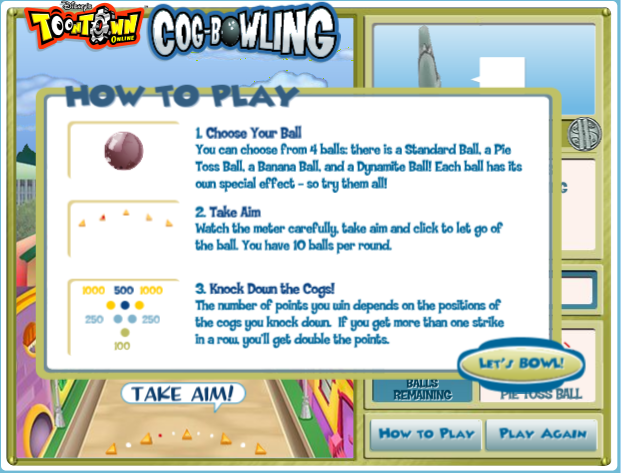 Disney's
TOONTOWN
ONLINE
COG-BOWLING
HOW TO PLAY
1. Choose Your Ball
You can choose from 4 balls: there is a Standard Ball, a Pie
Toss Ball, a Banana Ball, and a Dynamite Ball! Each ball has its
own special effect - so try them all!
2. Take Aim
Watch the meter carefully, take aim and click to let go of
the ball. You have 10 balls per round.
1000 500 1000
250 250
100
3. Knock Down the Cogs!
The number of points you win depends on the positions of
the cogs you knock down. If you get more than one strike
in a row, you'll get double the points.
LET'S BOWL!
TAKE AIM!
BALLS
REMAINING
PIE TOSS BALL
HOW TO PLAY
PLAY AGAIN